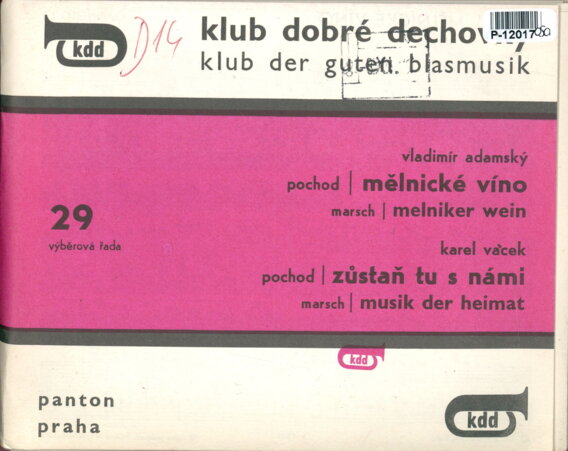 kdd
D14
klub dobré dechovky
klub der guten blasmusik
P-12017
vladimír adamský
pochod | mělnické víno
marsch | melniker wein
29
výběrová řada
karel vaček
pochod | zůstaň tu s námi
marsch | musik der heimat
kdd
panton
praha
kdd